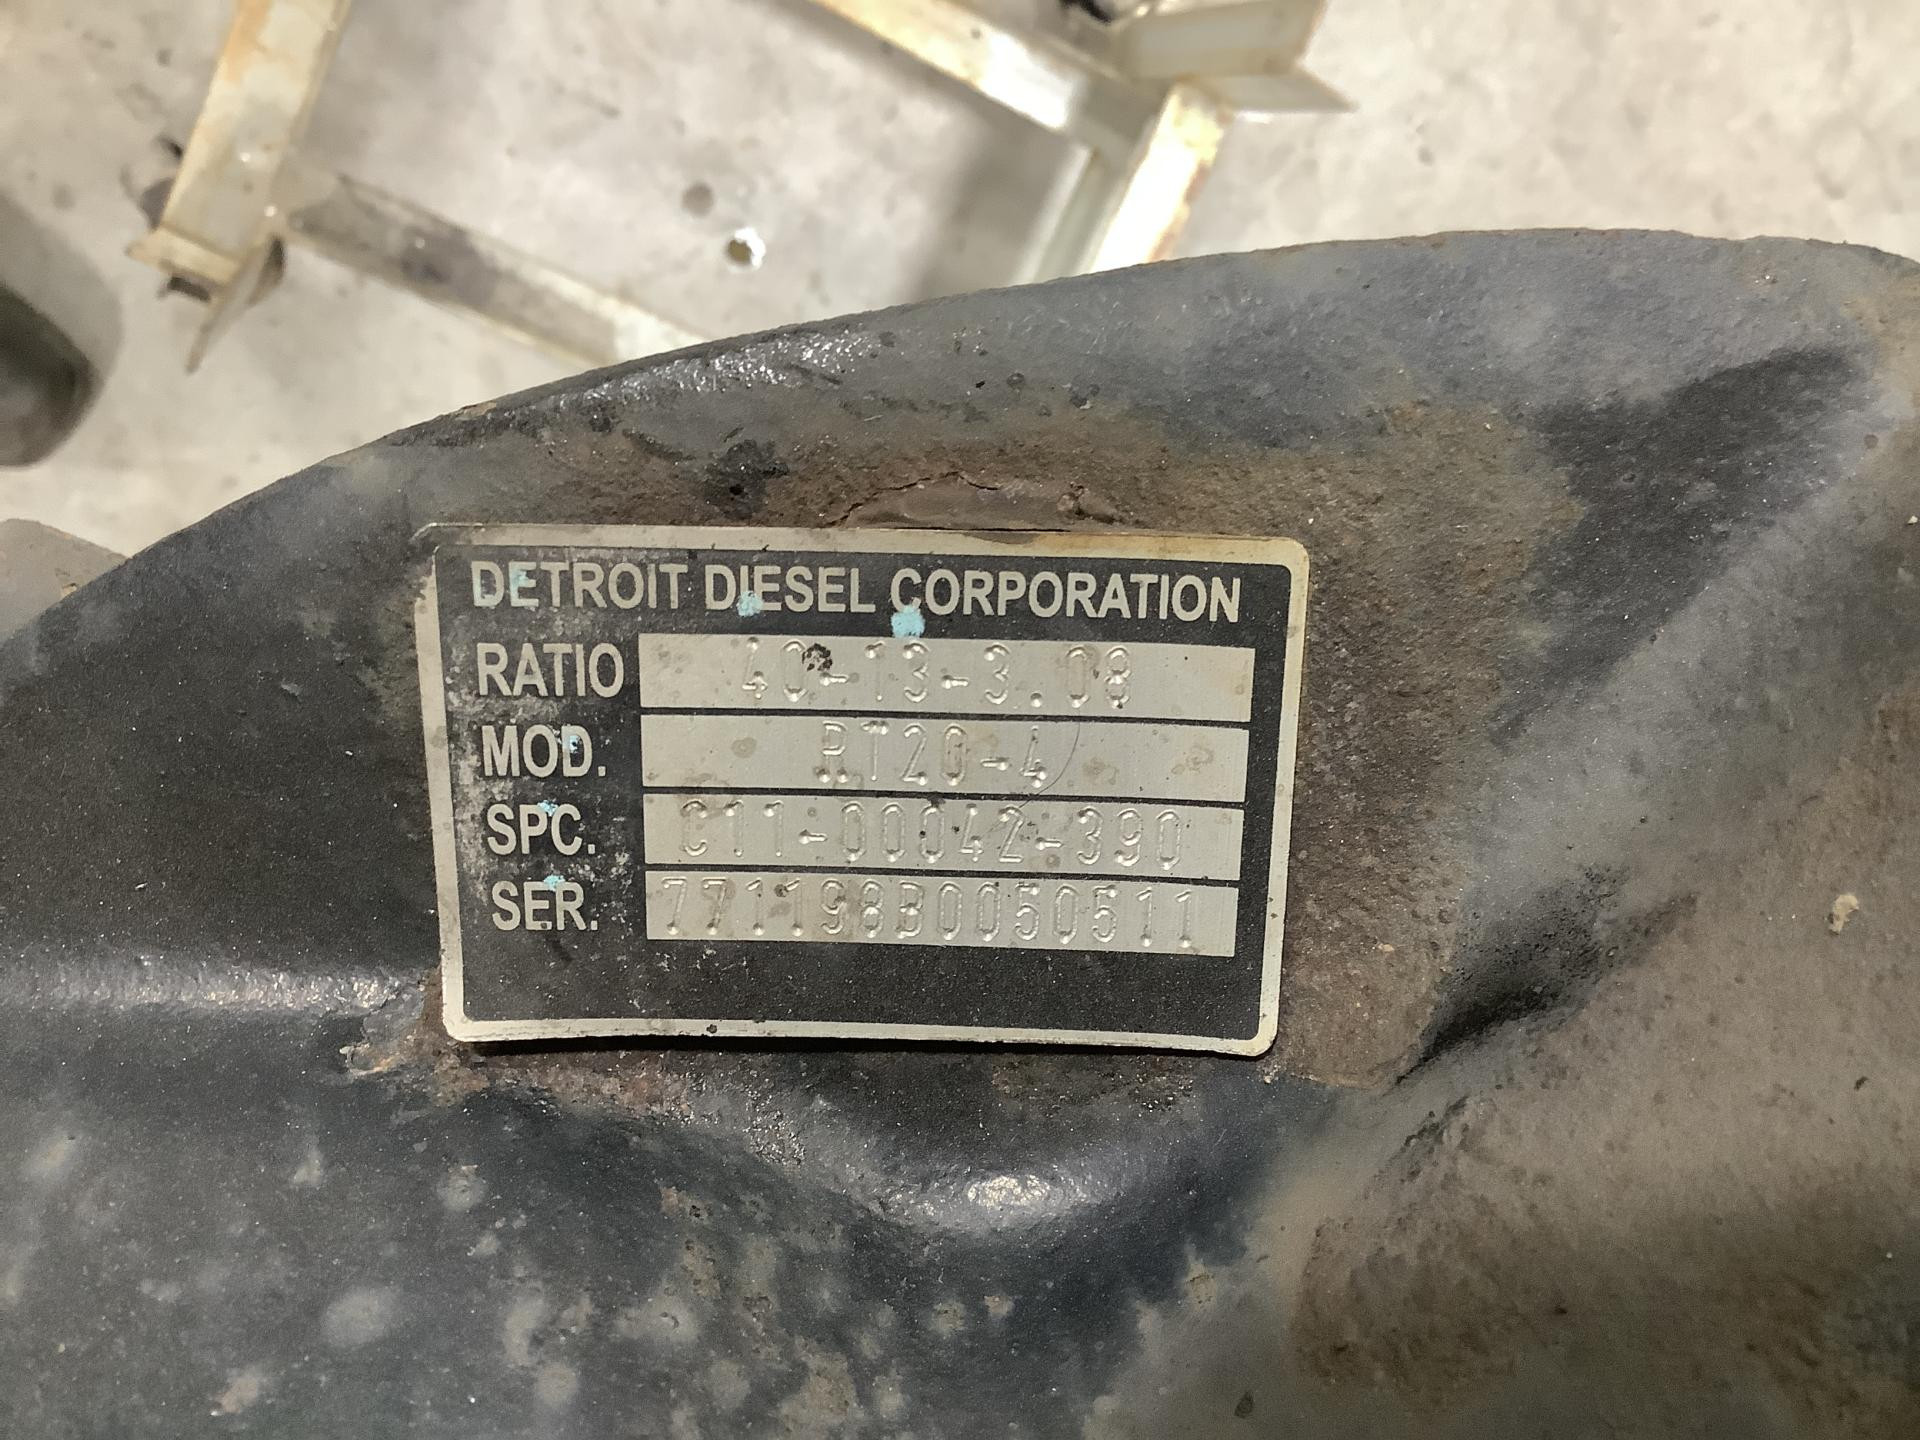 DETROIT DIESEL CORPORATION
RATIO 40-13-3.08
MOD. RT20-4
SPC. C11-00042-390
SER. 771198B0050511